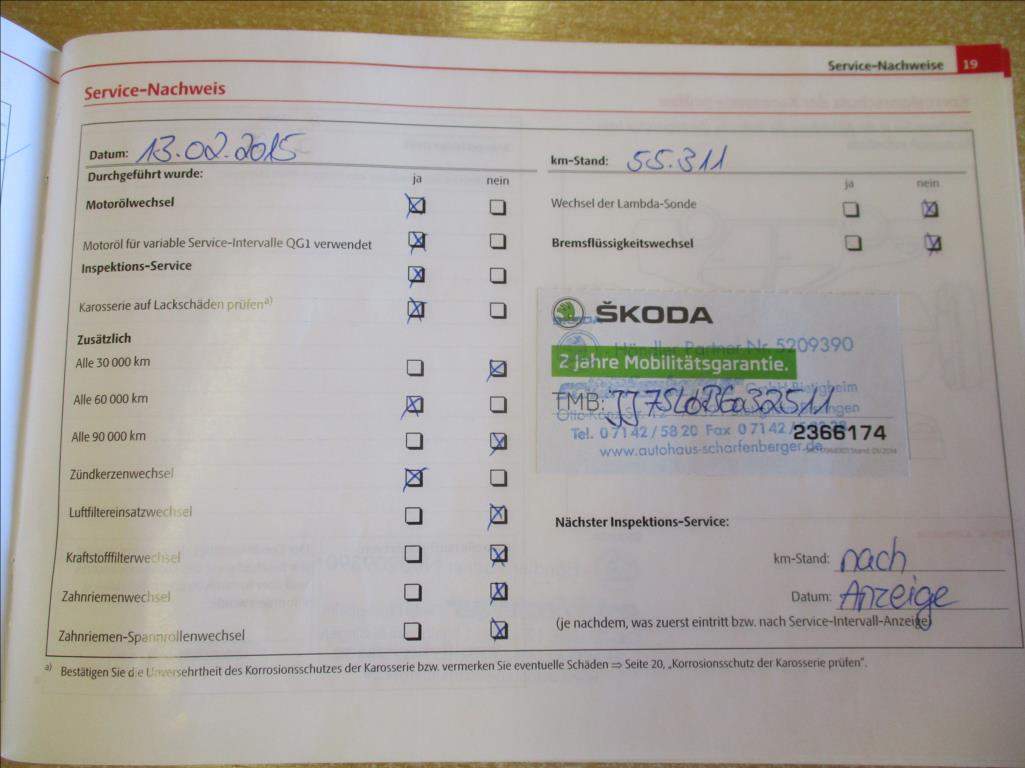 Service-Nachweise 19
Service-Nachweis
Datum: 13.02.2015
km-Stand: 55.311
Durchgeführt wurde:
ja nein
ja nein
Motorölwechsel
Wechsel der Lambda-Sonde
Motoröl für variable Service-Intervalle QG1 verwendet
Bremsflüssigkeitswechsel
Inspektions-Service
Karosserie auf Lackschäden prüfen a)
Zusätzlich
Alle 30 000 km
Alle 60 000 km
Alle 90 000 km
Zündkerzenwechsel
Luftfiltereinsatzwechsel
Kraftstofffilterwechsel
Zahnriemenwechsel
Zahnriemen-Spannrollenwechsel
ŠKODA
Händler Partner Nr. 5209390
2 Jahre Mobilitätsgarantie.
GmbH Bietigheim
TMB:
Tel. 0 71 42 / 58 20 Fax 0 71 42 /
2366174
www.autohaus-scharfenberger.de
Nächster Inspektions-Service:
km-Stand: nach
Datum: Anzeige
(je nachdem, was zuerst eintritt bzw. nach Service-Intervall-Anzeige)
a) Bestätigen Sie die Unversehrtheit des Korrosionsschutzes der Karosserie bzw. vermerken Sie eventuelle Schäden ⇒ Seite 20, „Korrosionsschutz der Karosserie prüfen".